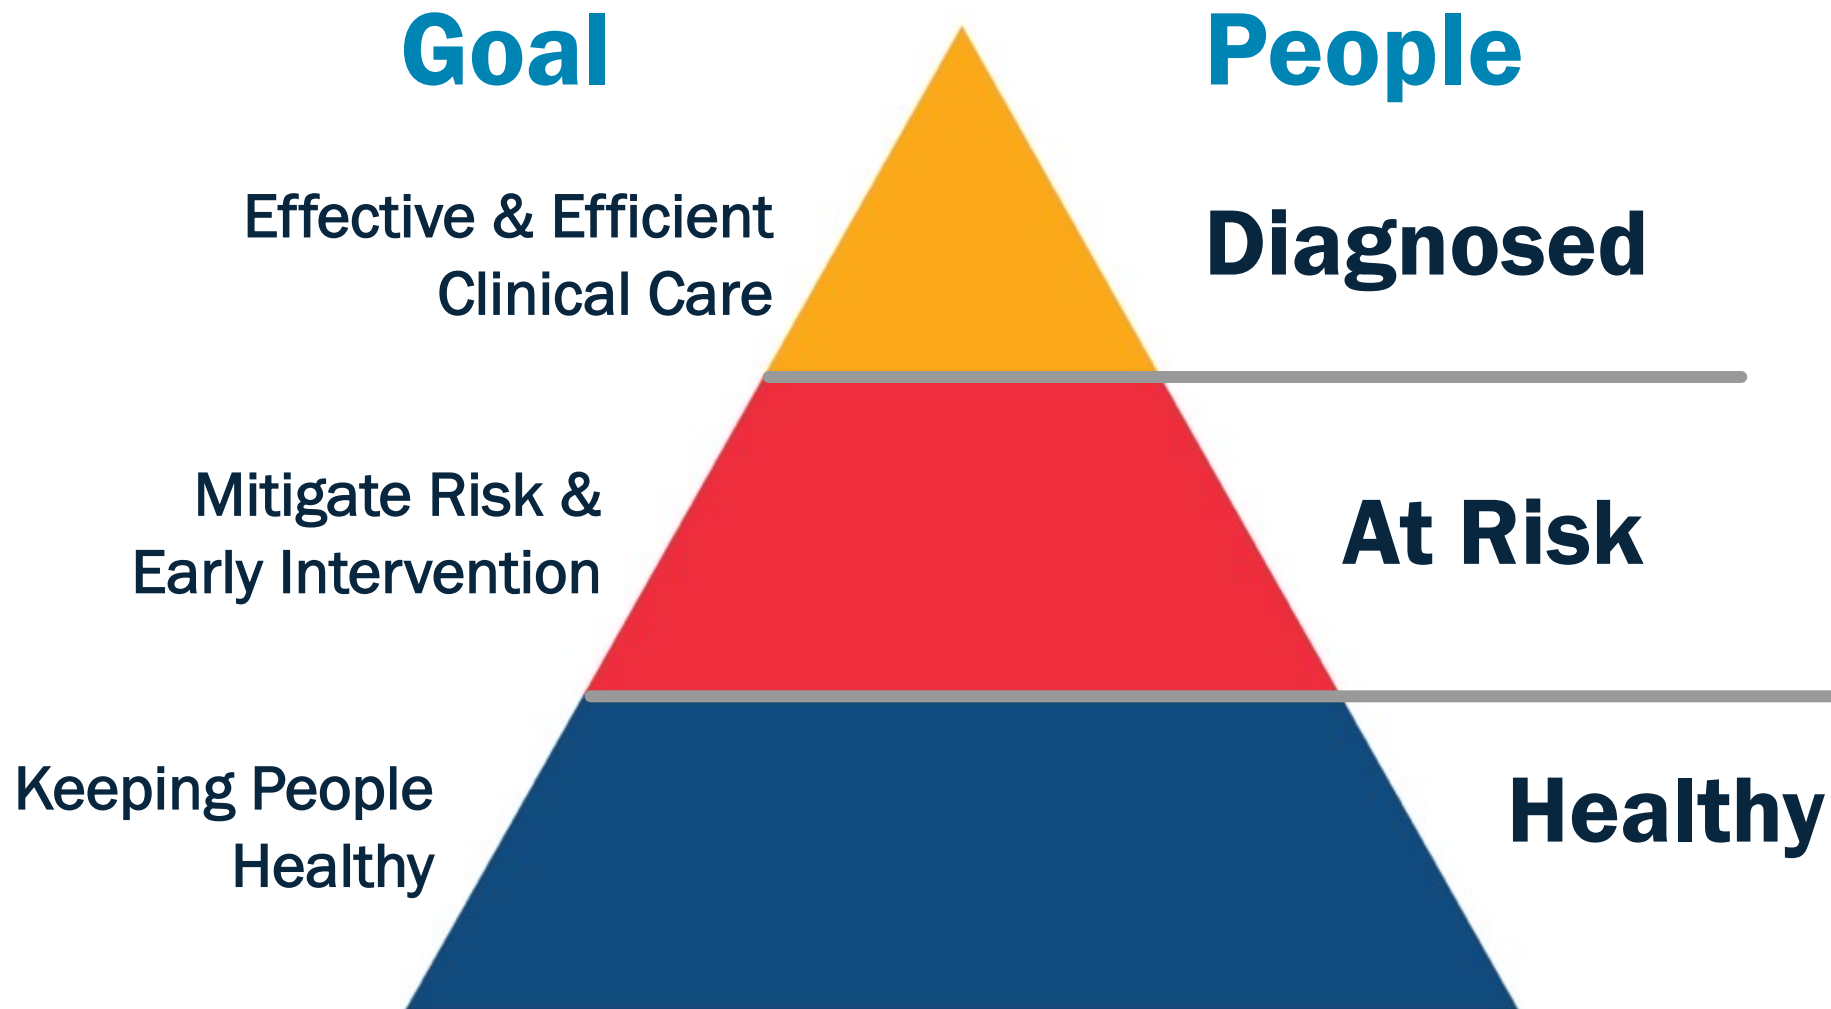 Goal
People
Effective & Efficient
Clinical Care
Diagnosed
Mitigate Risk &
Early Intervention
At Risk
Keeping People
Healthy
Healthy